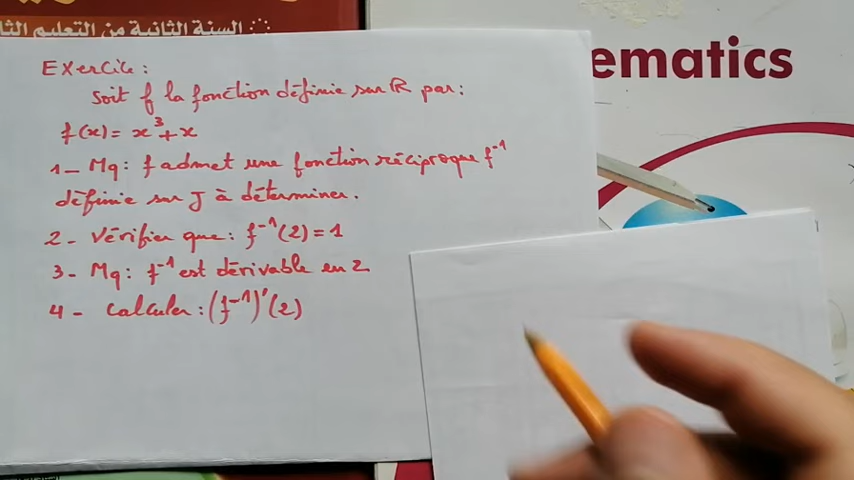 السنة الثانية من التعليم
ematics
Exercice :
soit f la fonction définie sur R par :
f(x) = x³ + x
1 - Mq : f admet une fonction réciproque f⁻¹
définie sur J à déterminer.
2 - Vérifier que : f⁻¹(2) = 1
3 - Mq : f⁻¹ est dérivable en 2
4 - calculer : (f⁻¹)'(2)